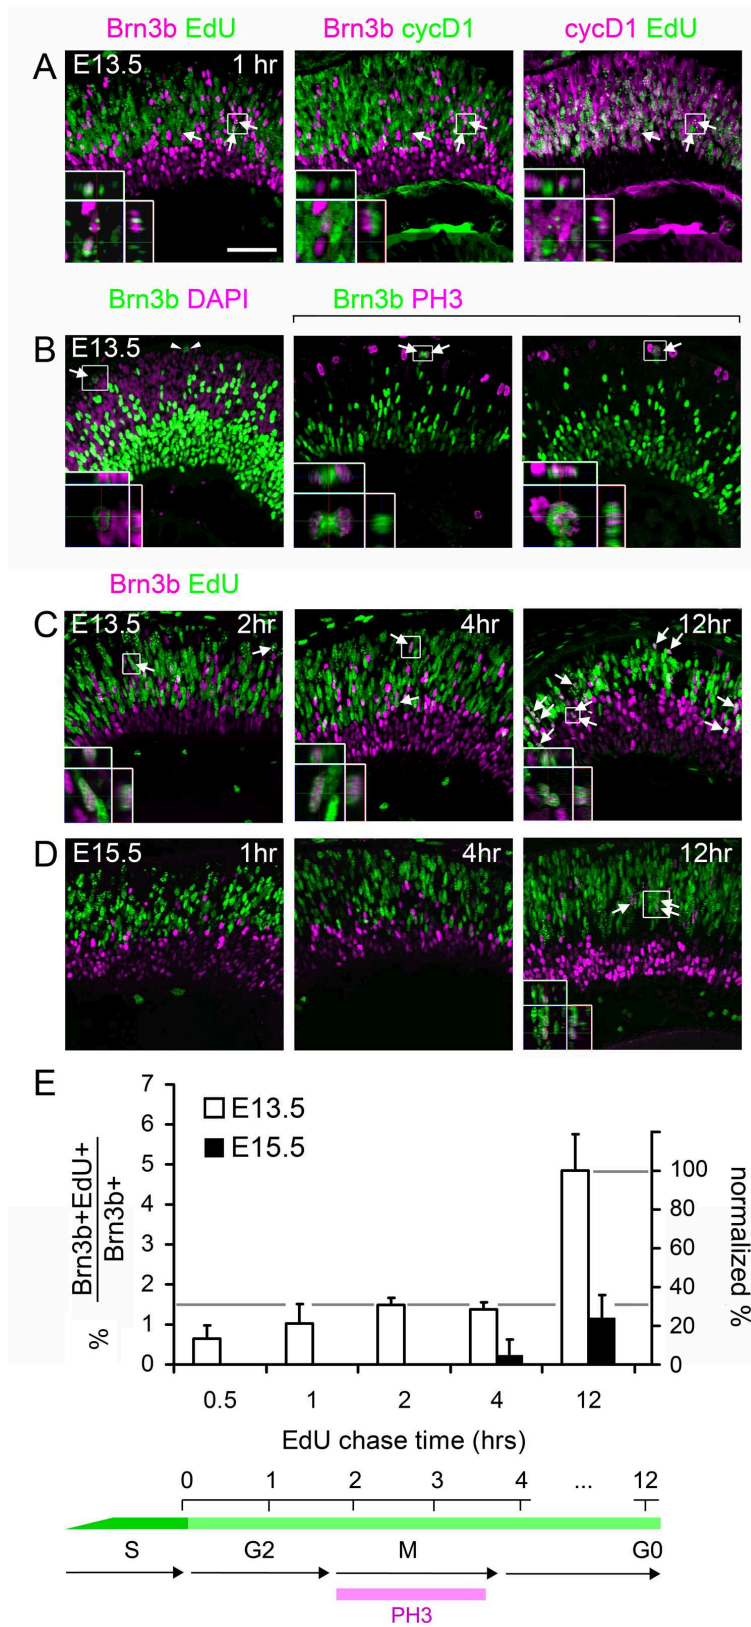 Brn3b EdU Brn3b cycD1 cycD1 EdU
A E13.5 1 hr
Brn3b DAPI Brn3b PH3
B E13.5
Brn3b EdU
C E13.5 2hr 4hr 12hr
D E15.5 1hr 4hr 12hr
E
7
6
5
4
3
2
1
0
E13.5
E15.5
Brn3b+EdU+
Brn3b+
%
100
80
60
40
20
0
normalized %
0.5 1 2 4 12
EdU chase time (hrs)
0 1 2 3 4 ... 12
S G2 M G0
PH3